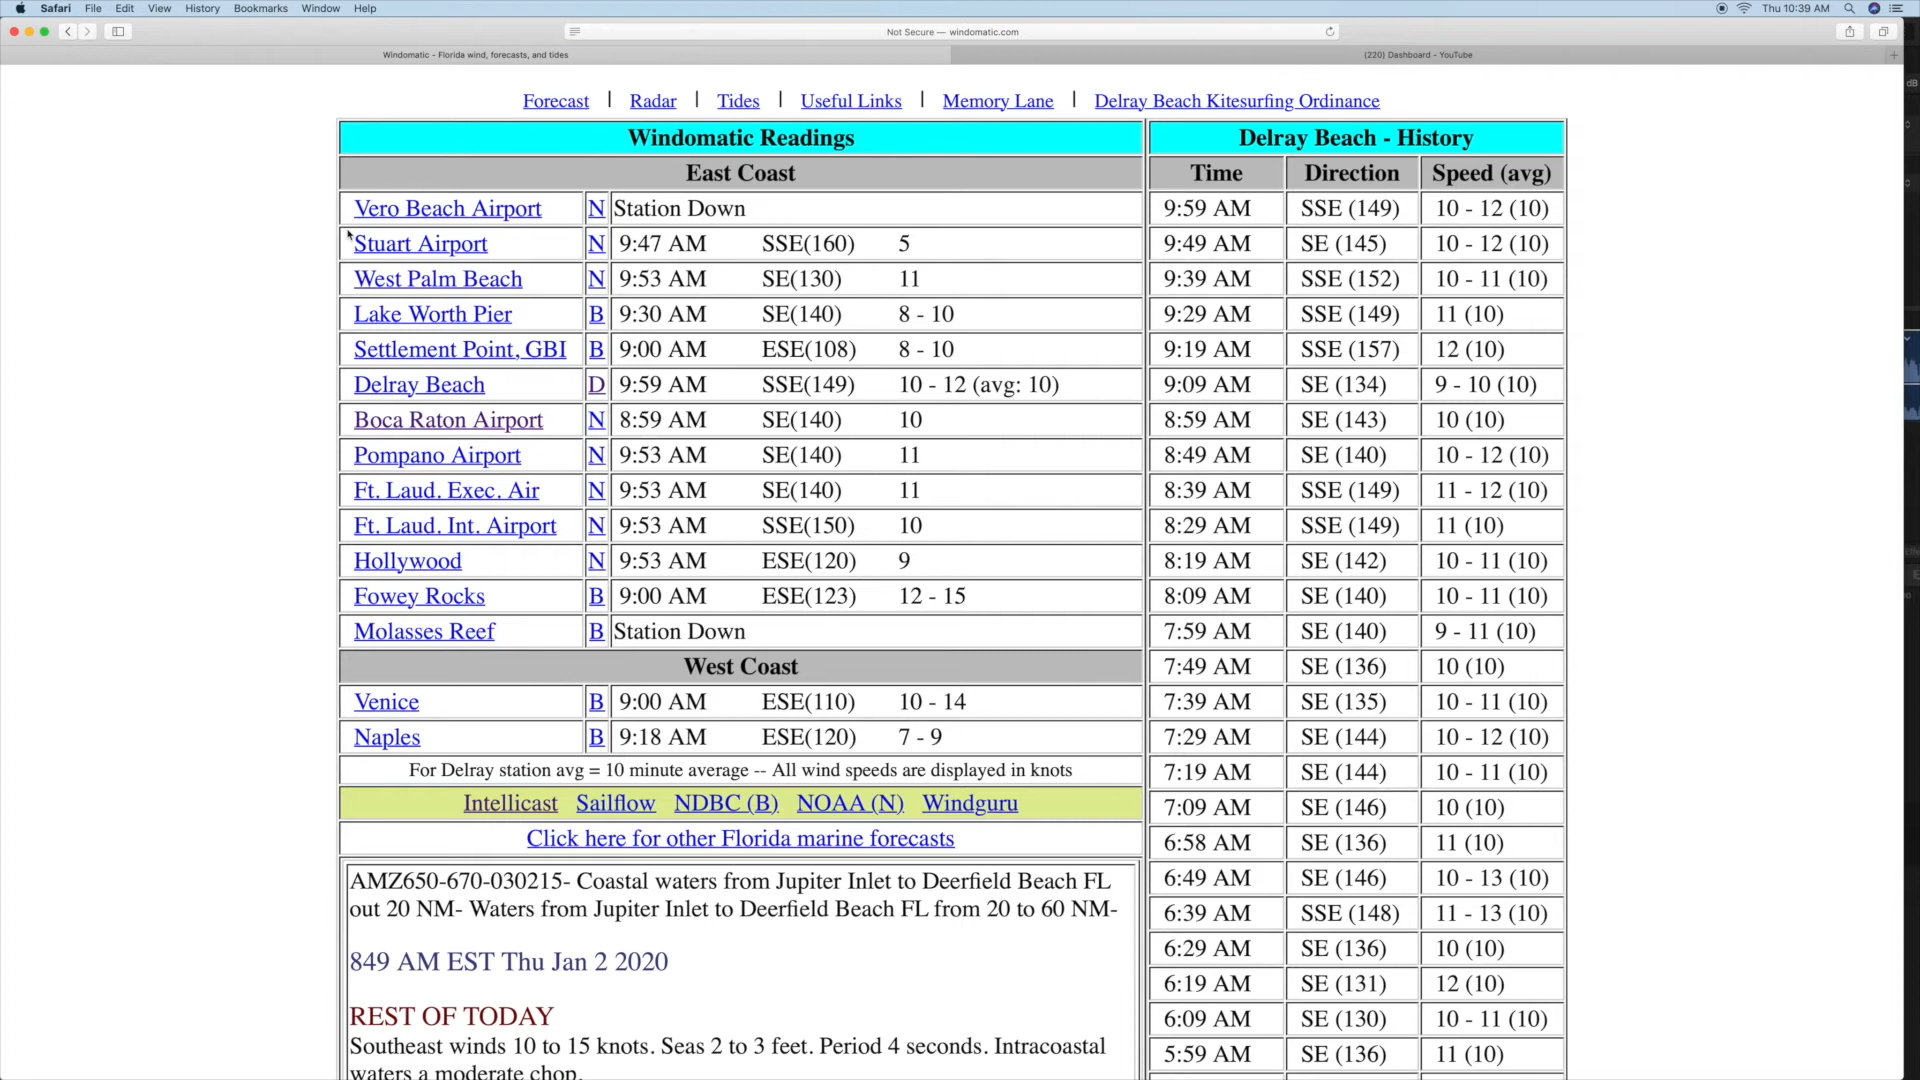 Safari File Edit View History Bookmarks Window Help Thu 10:39 AM
Not Secure — windomatic.com
Windomatic - Florida wind, forecasts, and tides (220) Dashboard - YouTube
Forecast | Radar | Tides | Useful Links | Memory Lane | Delray Beach Kitesurfing Ordinance
Windomatic Readings
East Coast
Vero Beach Airport N Station Down
Stuart Airport N 9:47 AM SSE(160) 5
West Palm Beach N 9:53 AM SE(130) 11
Lake Worth Pier B 9:30 AM SE(140) 8 - 10
Settlement Point, GBI B 9:00 AM ESE(108) 8 - 10
Delray Beach D 9:59 AM SSE(149) 10 - 12 (avg: 10)
Boca Raton Airport N 8:59 AM SE(140) 10
Pompano Airport N 9:53 AM SE(140) 11
Ft. Laud. Exec. Air N 9:53 AM SE(140) 11
Ft. Laud. Int. Airport N 9:53 AM SSE(150) 10
Hollywood N 9:53 AM ESE(120) 9
Fowey Rocks B 9:00 AM ESE(123) 12 - 15
Molasses Reef B Station Down
West Coast
Venice B 9:00 AM ESE(110) 10 - 14
Naples B 9:18 AM ESE(120) 7 - 9
For Delray station avg = 10 minute average -- All wind speeds are displayed in knots
Intellicast Sailflow NDBC (B) NOAA (N) Windguru
Click here for other Florida marine forecasts
AMZ650-670-030215- Coastal waters from Jupiter Inlet to Deerfield Beach FL
out 20 NM- Waters from Jupiter Inlet to Deerfield Beach FL from 20 to 60 NM-
849 AM EST Thu Jan 2 2020
REST OF TODAY
Southeast winds 10 to 15 knots. Seas 2 to 3 feet. Period 4 seconds. Intracoastal
waters a moderate chop.
Delray Beach - History
Time Direction Speed (avg)
9:59 AM SSE (149) 10 - 12 (10)
9:49 AM SE (145) 10 - 12 (10)
9:39 AM SSE (152) 10 - 11 (10)
9:29 AM SSE (149) 11 (10)
9:19 AM SSE (157) 12 (10)
9:09 AM SE (134) 9 - 10 (10)
8:59 AM SE (143) 10 (10)
8:49 AM SE (140) 10 - 12 (10)
8:39 AM SSE (149) 11 - 12 (10)
8:29 AM SSE (149) 11 (10)
8:19 AM SE (142) 10 - 11 (10)
8:09 AM SE (140) 10 - 11 (10)
7:59 AM SE (140) 9 - 11 (10)
7:49 AM SE (136) 10 (10)
7:39 AM SE (135) 10 - 11 (10)
7:29 AM SE (144) 10 - 12 (10)
7:19 AM SE (144) 10 - 11 (10)
7:09 AM SE (146) 10 (10)
6:58 AM SE (136) 11 (10)
6:49 AM SE (146) 10 - 13 (10)
6:39 AM SSE (148) 11 - 13 (10)
6:29 AM SE (136) 10 (10)
6:19 AM SE (131) 12 (10)
6:09 AM SE (130) 10 - 11 (10)
5:59 AM SE (136) 11 (10)
dB